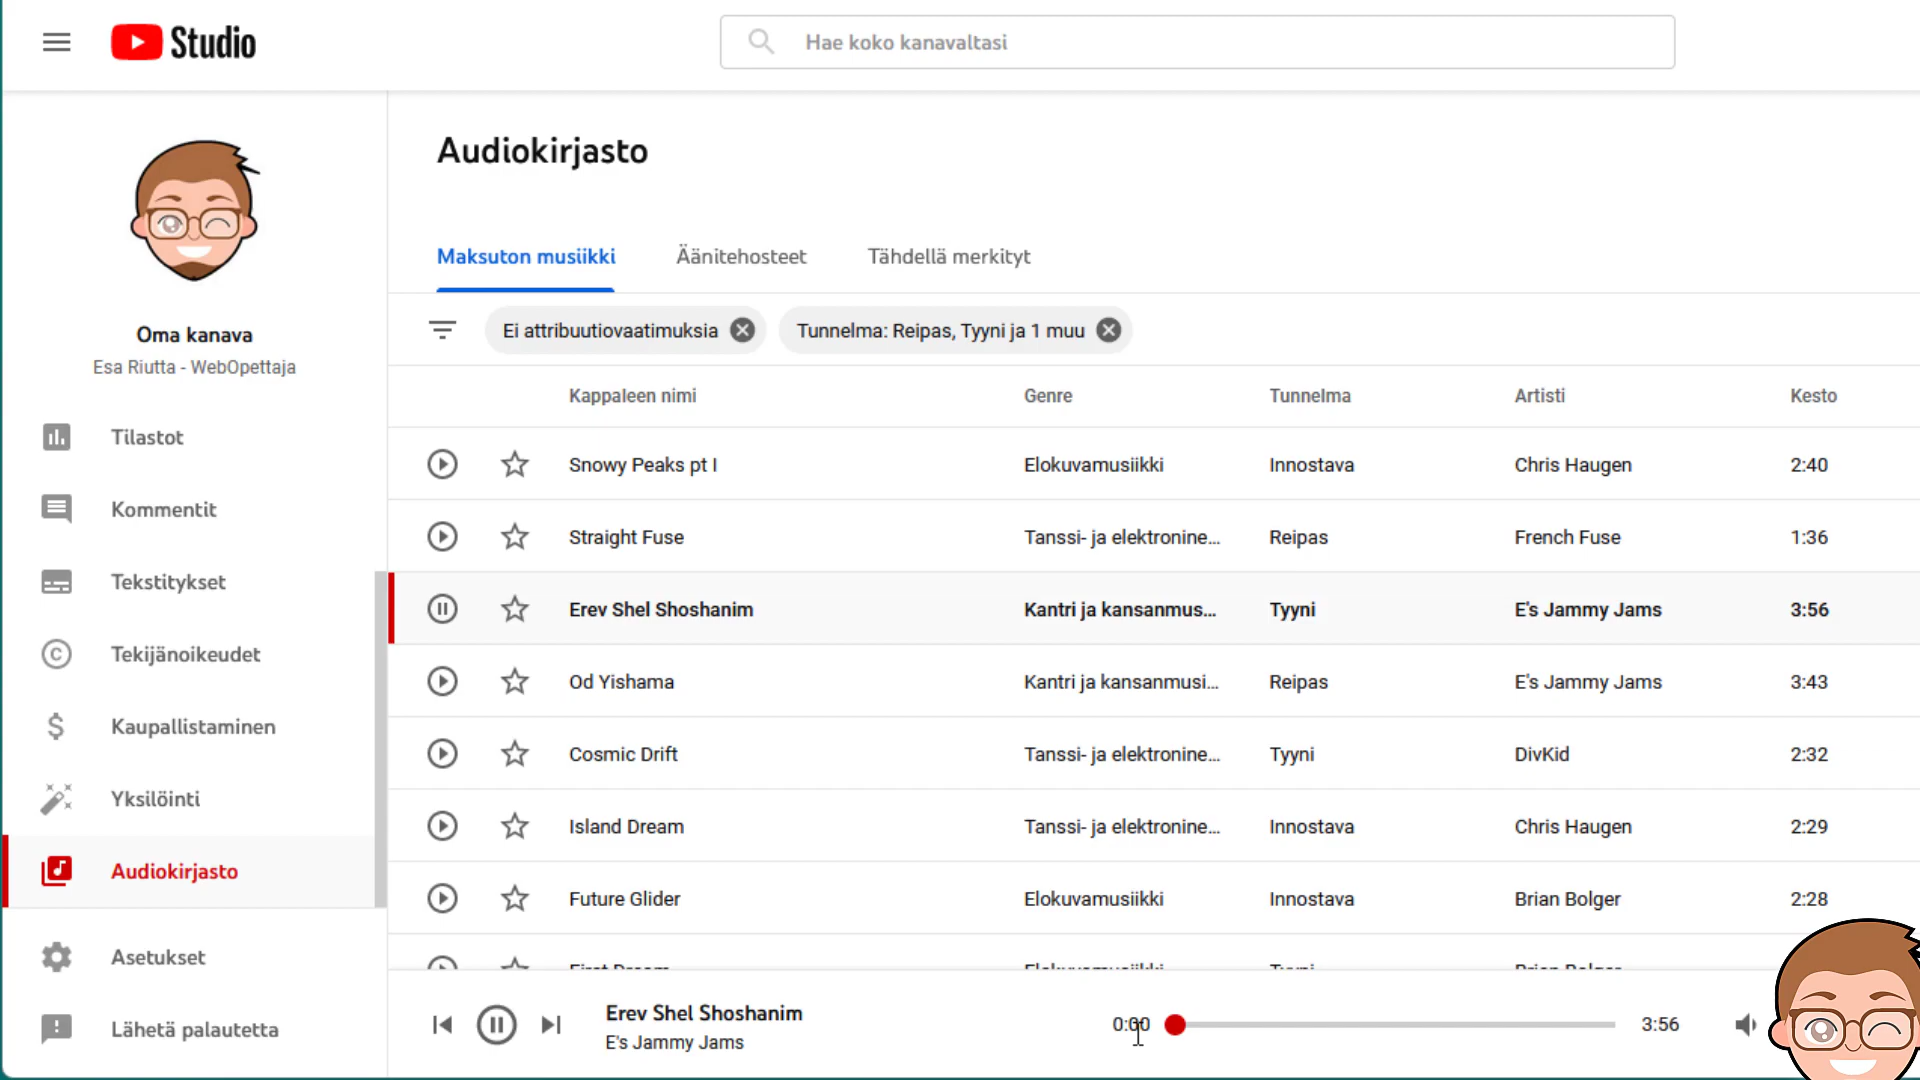 Studio
Hae koko kanavaltasi
Audiokirjasto
Maksuton musiikki Äänitehosteet Tähdellä merkityt
Ei attribuutiovaatimuksia Tunnelma: Reipas, Tyyni ja 1 muu
Oma kanava
Esa Riutta - WebOpettaja
Tilastot
Kommentit
Tekstitykset
Tekijänoikeudet
Kaupallistaminen
Yksilöinti
Audiokirjasto
Asetukset
Lähetä palautetta
Kappaleen nimi Genre Tunnelma Artisti Kesto
Snowy Peaks pt I Elokuvamusiikki Innostava Chris Haugen 2:40
Straight Fuse Tanssi- ja elektronine... Reipas French Fuse 1:36
Erev Shel Shoshanim Kantri ja kansanmus... Tyyni E's Jammy Jams 3:56
Od Yishama Kantri ja kansanmusi... Reipas E's Jammy Jams 3:43
Cosmic Drift Tanssi- ja elektronine... Tyyni DivKid 2:32
Island Dream Tanssi- ja elektronine... Innostava Chris Haugen 2:29
Future Glider Elokuvamusiikki Innostava Brian Bolger 2:28
Erev Shel Shoshanim
E's Jammy Jams
0:00 3:56